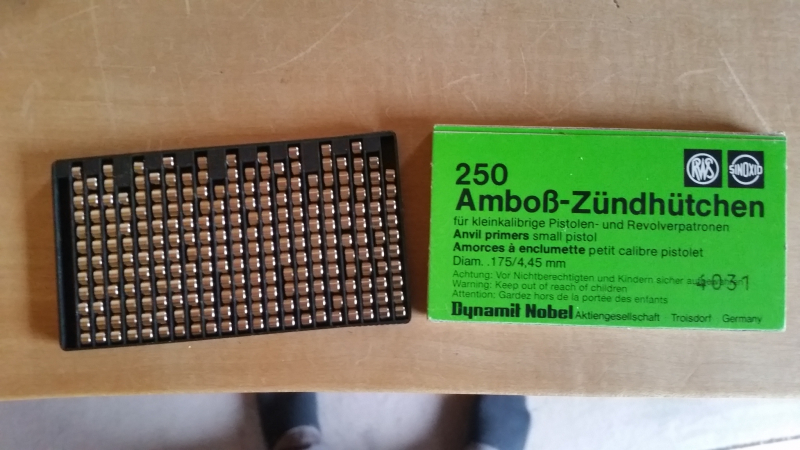 RWS
SINOXID
250
Amboß-Zündhütchen
für kleinkalibrige Pistolen- und Revolverpatronen
Anvil primers small pistol
Amorces à enclumette petit calibre pistolet
Diam. .175/4,45 mm
Achtung: Vor Nichtberechtigten und Kindern sicher
4031
Warning: Keep out of reach of children
Attention: Gardez hors de la portée des enfants
Dynamit Nobel Aktiengesellschaft Troisdorf Germany